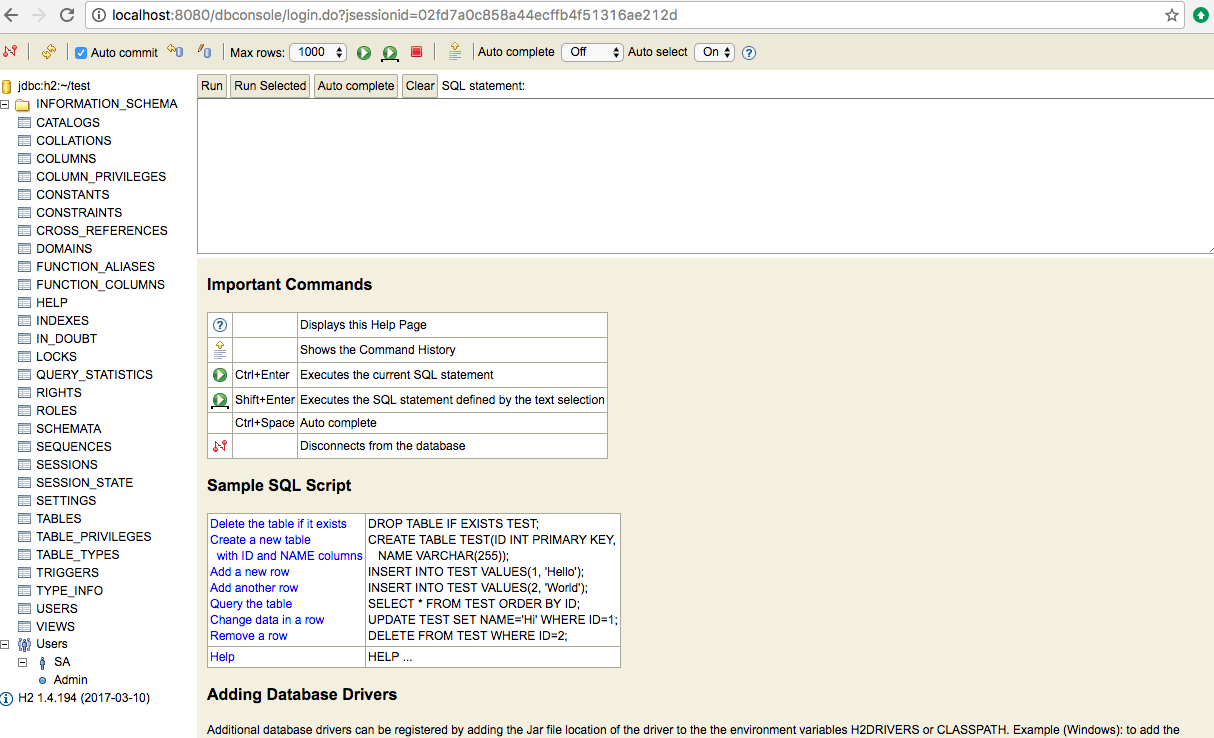 localhost:8080/dbconsole/login.do?jsessionid=02fd7a0c858a44ecffb4f51316ae212d
Auto commit Max rows: 1000 Auto complete Off Auto select On
jdbc:h2:~/test
INFORMATION_SCHEMA
CATALOGS
COLLATIONS
COLUMNS
COLUMN_PRIVILEGES
CONSTANTS
CONSTRAINTS
CROSS_REFERENCES
DOMAINS
FUNCTION_ALIASES
FUNCTION_COLUMNS
HELP
INDEXES
IN_DOUBT
LOCKS
QUERY_STATISTICS
RIGHTS
ROLES
SCHEMATA
SEQUENCES
SESSIONS
SESSION_STATE
SETTINGS
TABLES
TABLE_PRIVILEGES
TABLE_TYPES
TRIGGERS
TYPE_INFO
USERS
VIEWS
Users
SA
Admin
H2 1.4.194 (2017-03-10)
Run Run Selected Auto complete Clear SQL statement:
Important Commands
Displays this Help Page
Shows the Command History
Ctrl+Enter Executes the current SQL statement
Shift+Enter Executes the SQL statement defined by the text selection
Ctrl+Space Auto complete
Disconnects from the database
Sample SQL Script
Delete the table if it exists DROP TABLE IF EXISTS TEST;
Create a new table CREATE TABLE TEST(ID INT PRIMARY KEY,
with ID and NAME columns NAME VARCHAR(255));
Add a new row INSERT INTO TEST VALUES(1, 'Hello');
Add another row INSERT INTO TEST VALUES(2, 'World');
Query the table SELECT * FROM TEST ORDER BY ID;
Change data in a row UPDATE TEST SET NAME='Hi' WHERE ID=1;
Remove a row DELETE FROM TEST WHERE ID=2;
Help HELP ...
Adding Database Drivers
Additional database drivers can be registered by adding the Jar file location of the driver to the the environment variables H2DRIVERS or CLASSPATH. Example (Windows): to add the